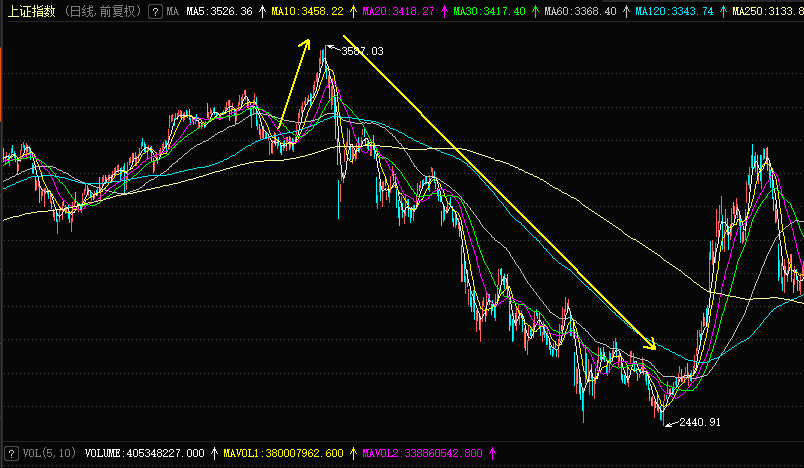 上证指数 (日线,前复权) ? MA MA5:3526.36 ↑ MA10:3458.22 ↑ MA20:3418.27 ↑ MA30:3417.40 ↑ MA60:3368.40 ↑ MA120:3343.74 ↑ MA250:3133.8
3587.03
2440.91
? VOL(5,10) VOLUME:405348227.000 ↑ MAVOL1:380007962.600 ↑ MAVOL2:338860542.800 ↑